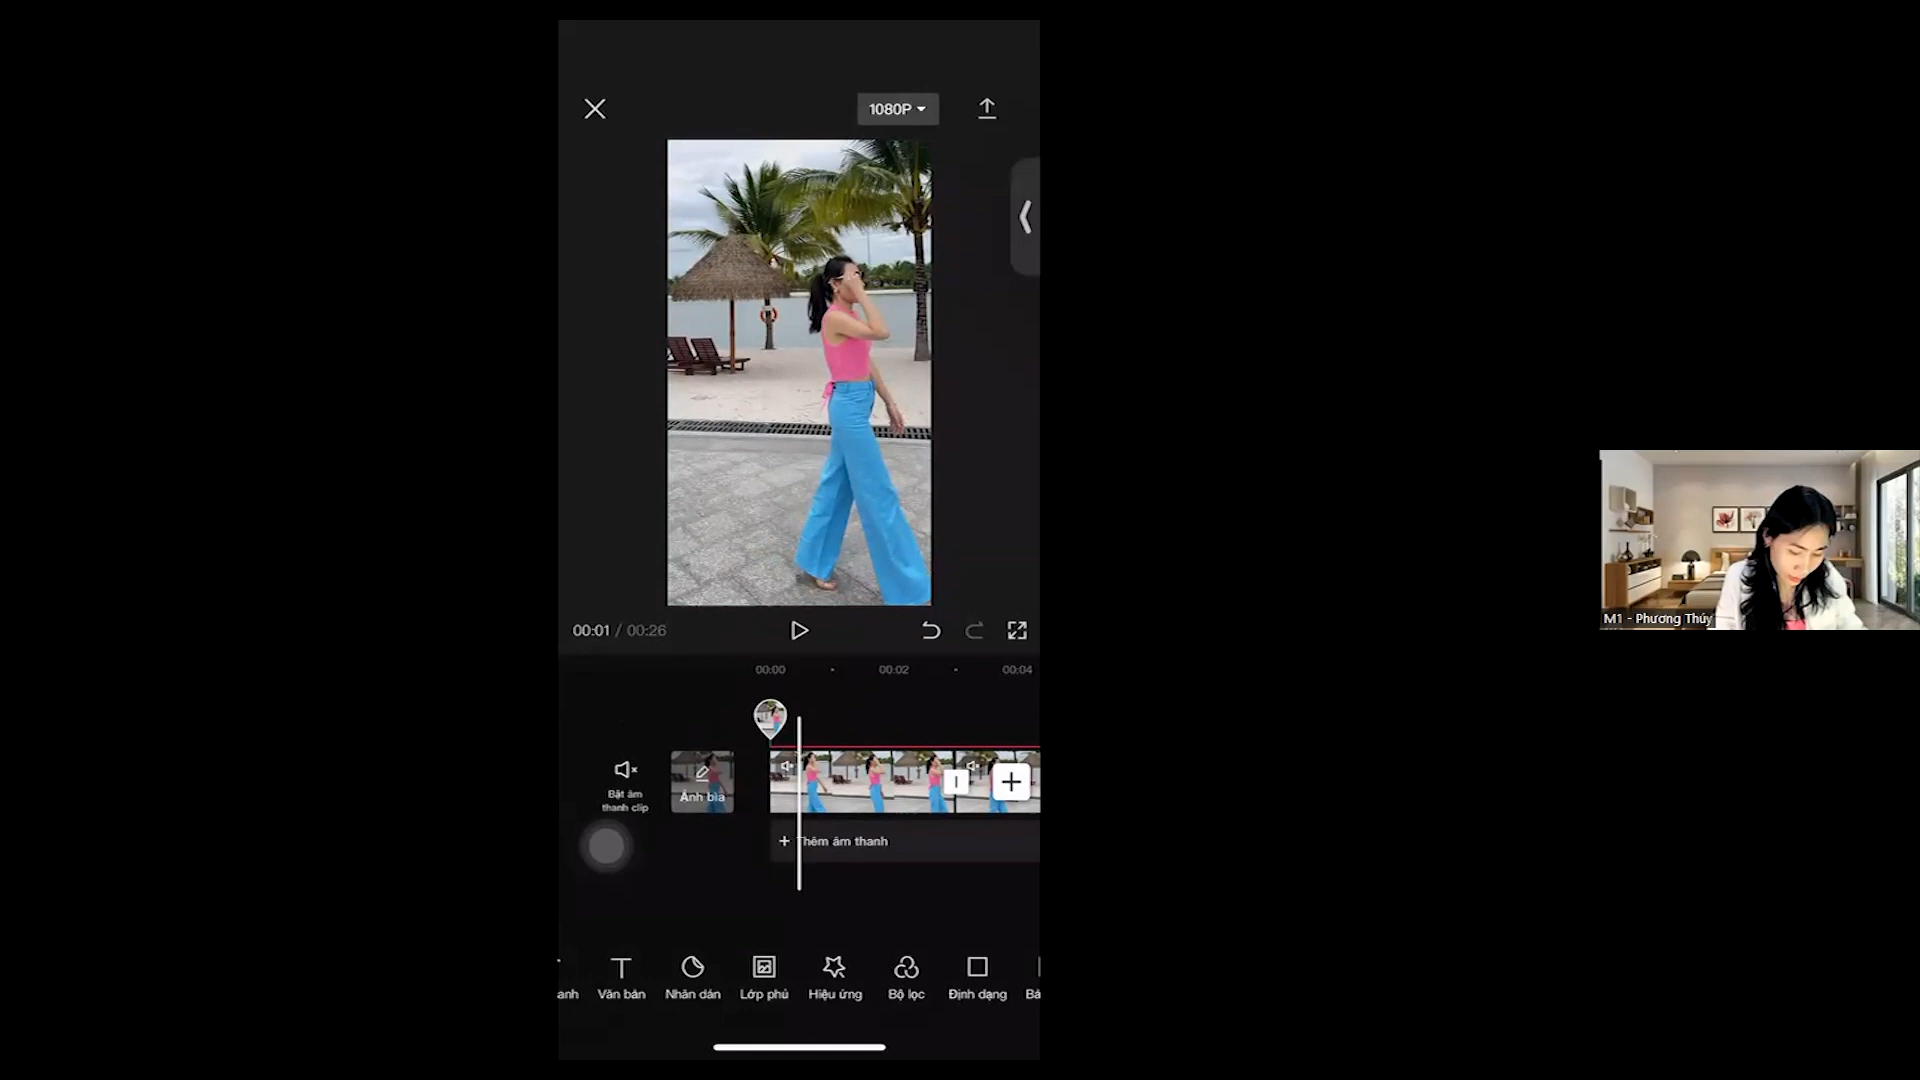 1080P
00:01 / 00:26
00:00
00:02
00:04
Bật âm
thanh clip
Ảnh bìa
Thêm âm thanh
anh
Văn bản
Nhãn dán
Lớp phủ
Hiệu ứng
Bộ lọc
Định dạng
Bả
M1 - Phương Thúy